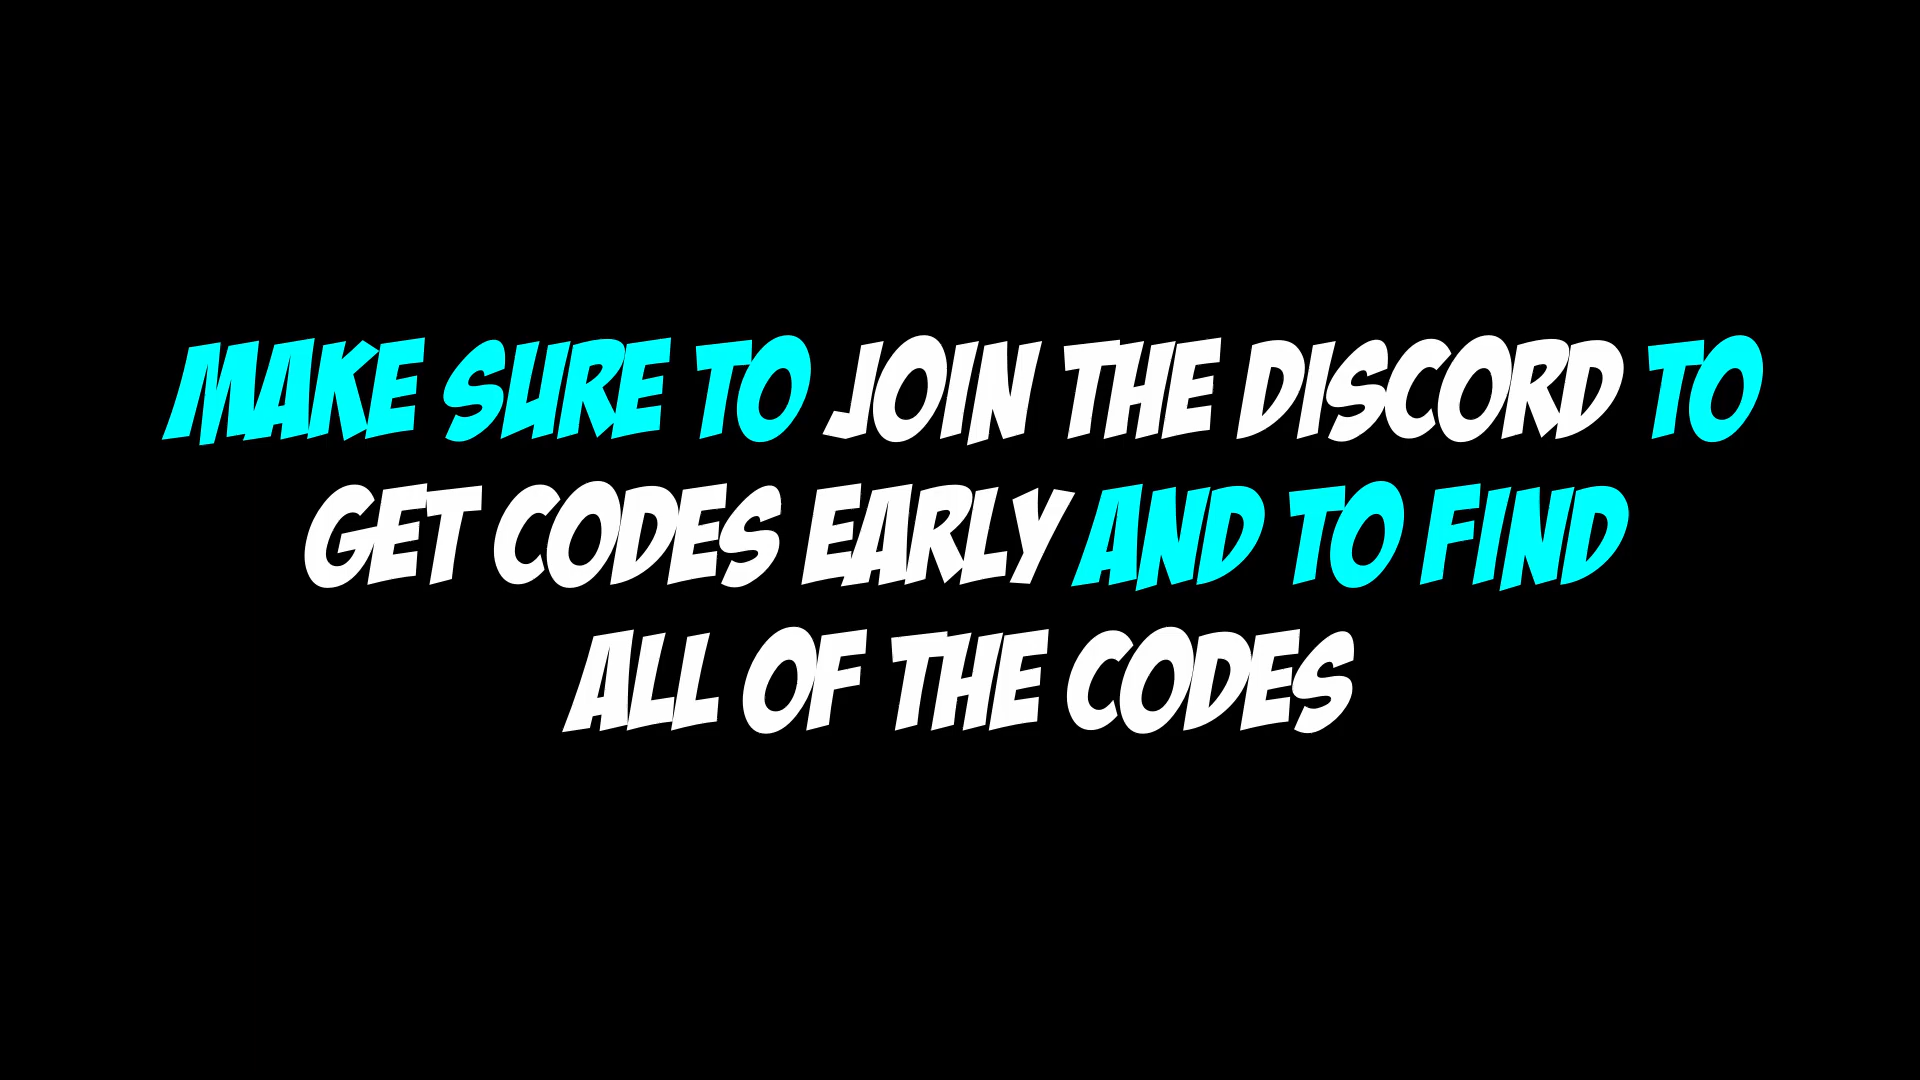 MAKE SURE TO JOIN THE DISCORD TO
GET CODES EARLY AND TO FIND
ALL OF THE CODES